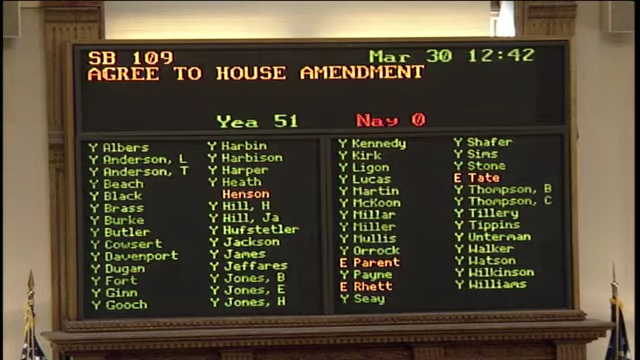 SB 109
Mar 30 12:42
AGREE TO HOUSE AMENDMENT
Yea 51
Nay 0
Y Albers
Y Anderson, L
Y Anderson, T
Y Beach
Y Black
Y Brass
Y Burke
Y Butler
Y Cowsert
Y Davenport
Y Dugan
Y Fort
Y Ginn
Y Gooch
Y Harbin
Y Harbison
Y Harper
Y Heath
Henson
Y Hill, H
Y Hill, Ja
Y Hufstetler
Y Jackson
Y James
Y Jeffares
Y Jones, B
Y Jones, E
Y Jones, H
Y Kennedy
Y Kirk
Y Ligon
Y Lucas
Y Martin
Y McKoon
Y Millar
Y Miller
Y Mullis
Y Orrock
E Parent
Y Payne
E Rhett
Y Seay
Y Shafer
Y Sims
Y Stone
E Tate
Y Thompson, B
Y Thompson, C
Y Tillery
Y Tippins
Y Unterman
Y Walker
Y Watson
Y Wilkinson
Y Williams